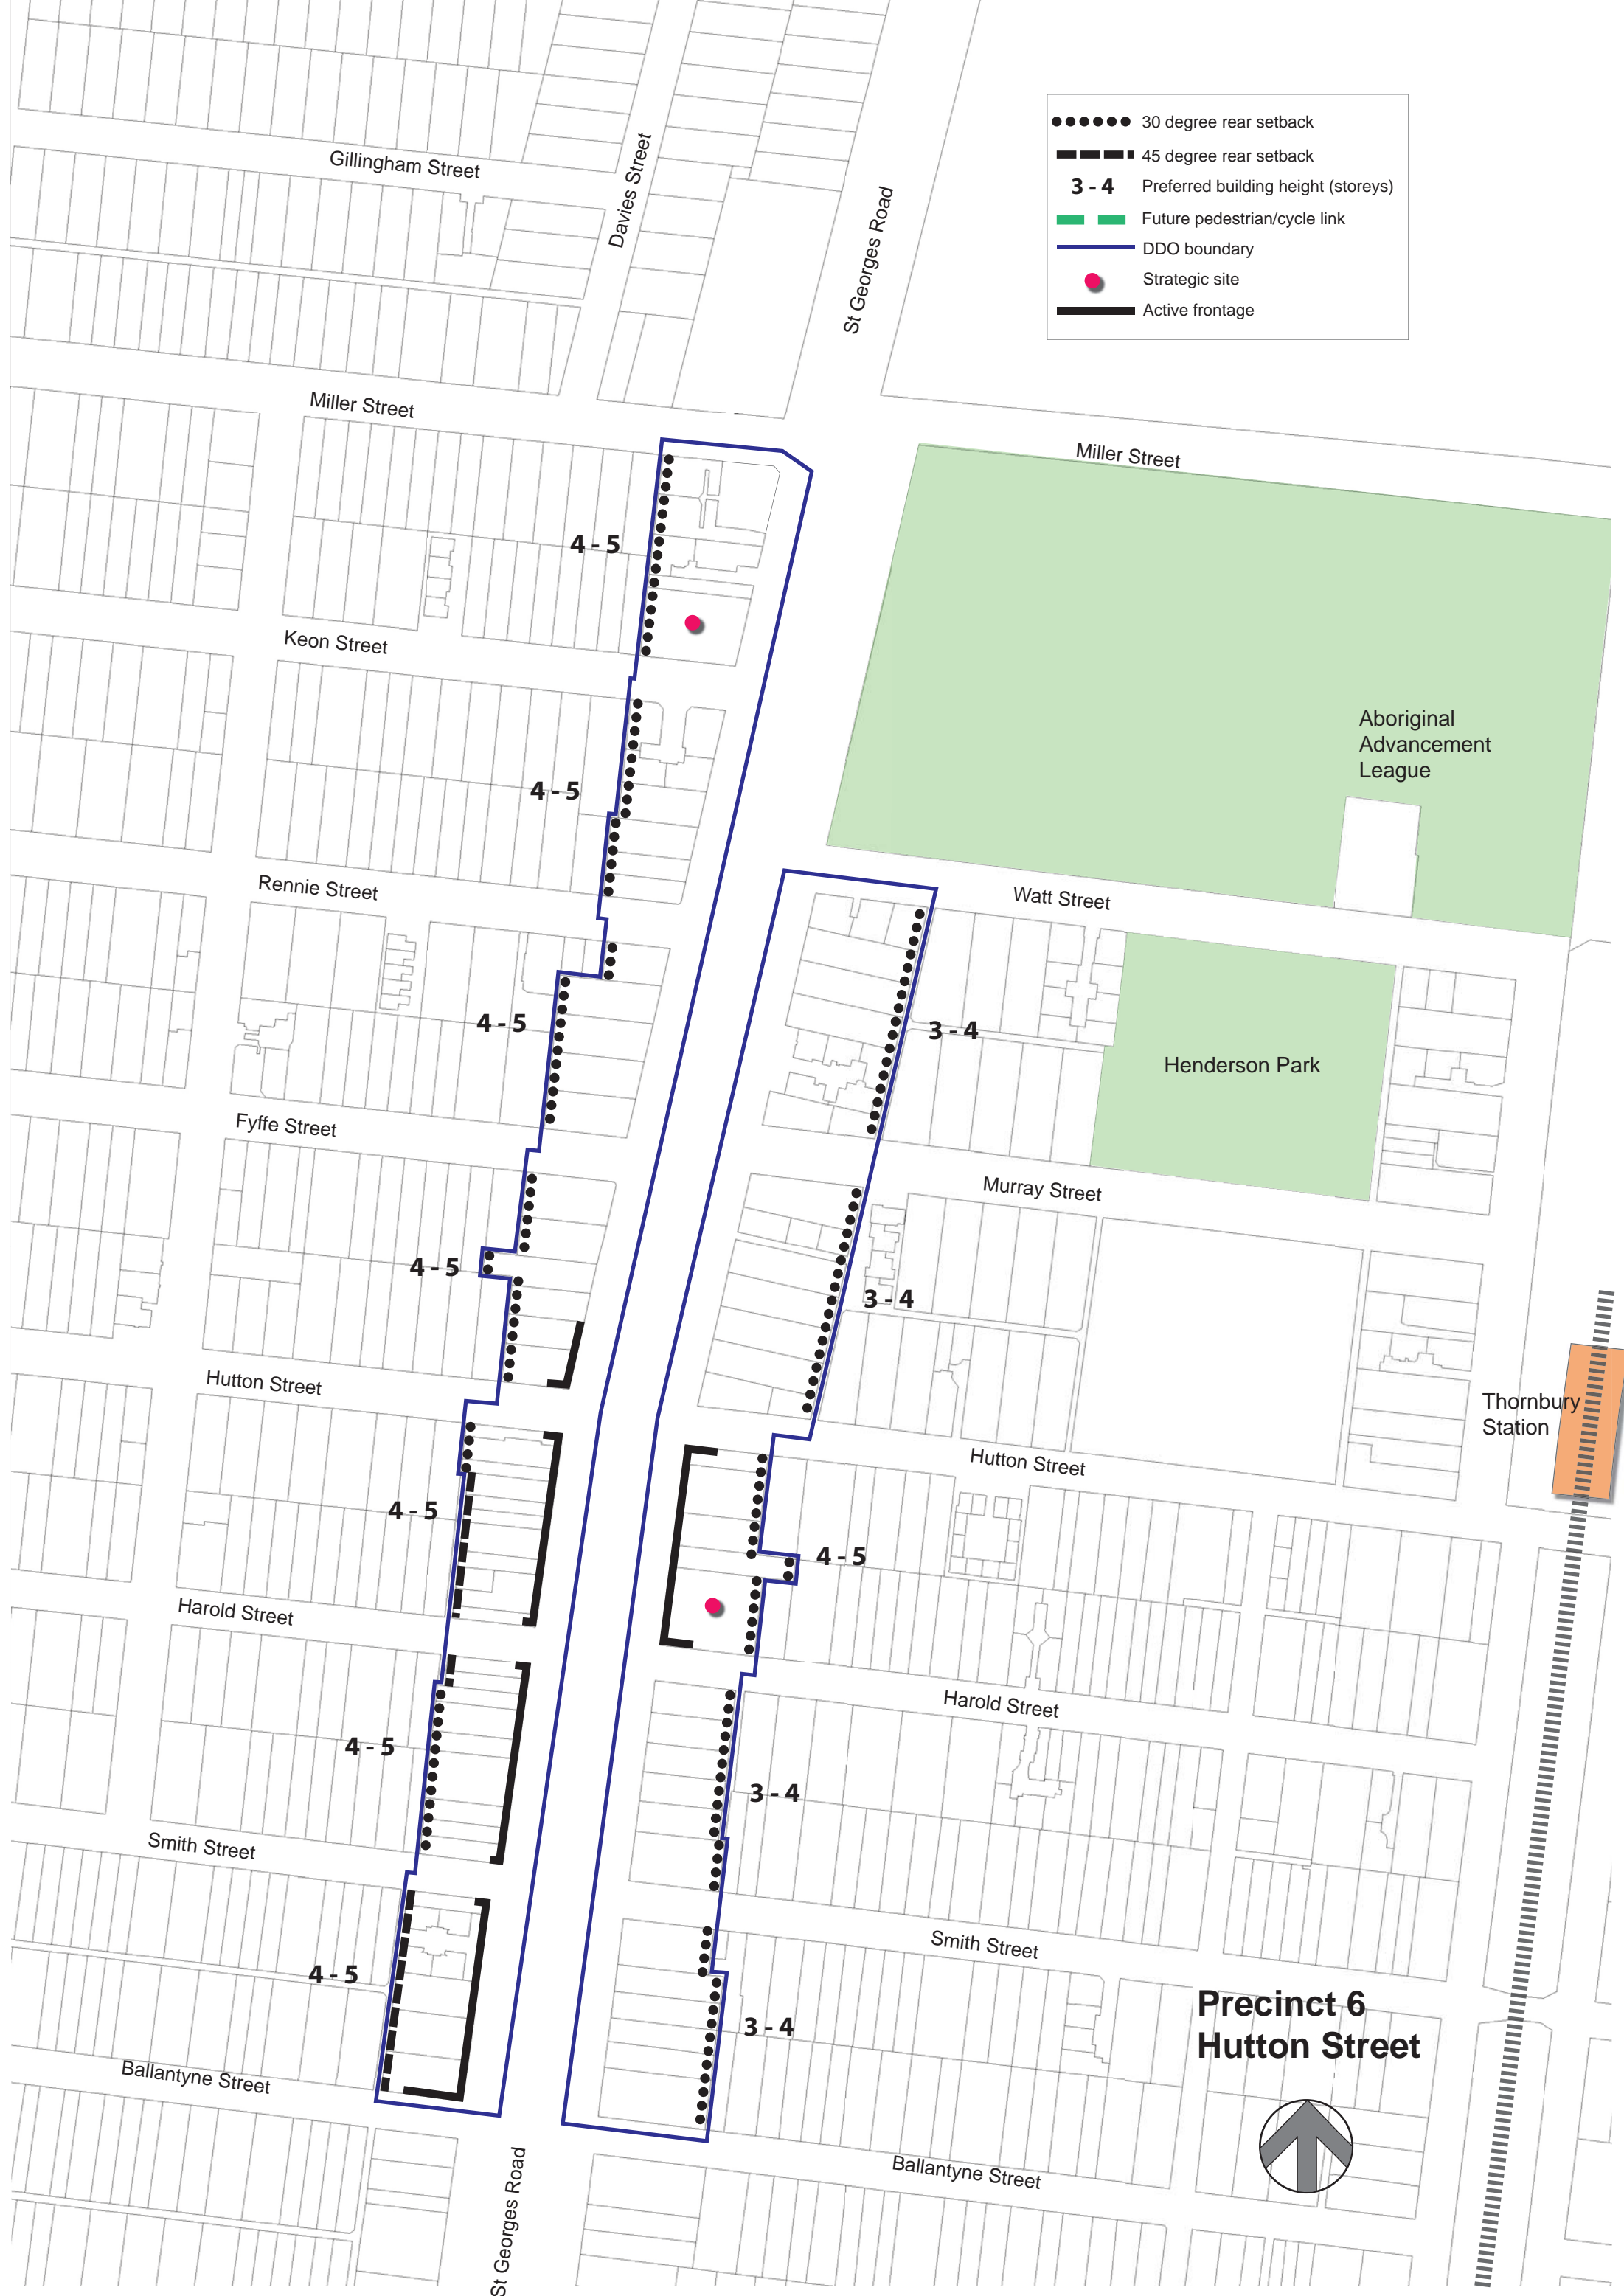 30 degree rear setback
45 degree rear setback
3 - 4 Preferred building height (storeys)
Future pedestrian/cycle link
DDO boundary
Strategic site
Active frontage
Gillingham Street
Davies Street
St Georges Road
Miller Street
Miller Street
4 - 5
Keon Street
Aboriginal
Advancement
League
4 - 5
Rennie Street
Watt Street
4 - 5
3 - 4
Henderson Park
Fyffe Street
Murray Street
4 - 5
3 - 4
Hutton Street
Thornbury
Station
Hutton Street
4 - 5
4 - 5
Harold Street
Harold Street
4 - 5
3 - 4
Smith Street
Smith Street
4 - 5
3 - 4
Precinct 6
Hutton Street
Ballantyne Street
Ballantyne Street
St Georges Road